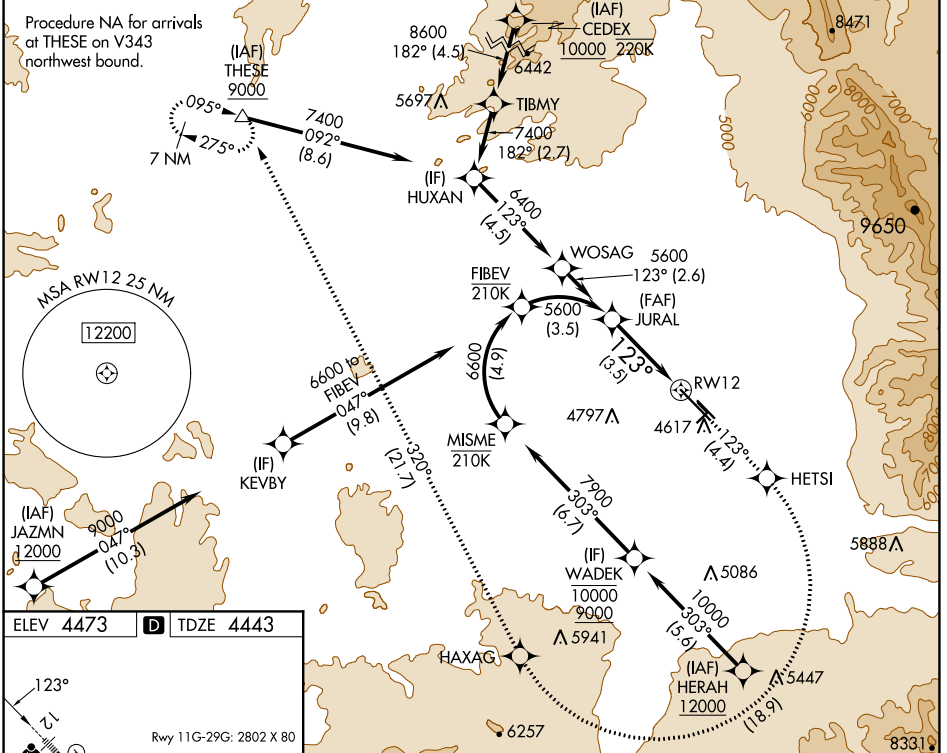 Procedure NA for arrivals
at THESE on V343
northwest bound.
(IAF)
THESE
9000
095°
275°
7 NM
7400
092°
(8.6)
(IAF)
CEDEX
10000 220K
8600
182° (4.5)
6442
5697
TIBMY
7400
182° (2.7)
(IF)
HUXAN
6400
123°
(4.5)
WOSAG
5600
123° (2.6)
FIBEV
210K
5600
(3.5)
(FAF)
JURAL
123°
(3.5)
RW12
8471
5000
6000
8000
7000
9650
MSA RW12 25 NM
12200
6600 to
FIBEV
047°
(9.8)
(IF)
KEVBY
6600
(4.9)
MISME
210K
4797
4617
123°
(4.4)
HETSI
320°
(21.7)
(IAF)
JAZMN
12000
9000
047°
(10.3)
7900
303°
(6.7)
(IF)
WADEK
10000
9000
5086
5888
10000
303°
(5.6)
5941
HAXAG
(IAF)
HERAH
12000
5447
(18.9)
6257
8331
ELEV 4473 D TDZE 4443
123°
12
Rwy 11G-29G: 2802 X 80